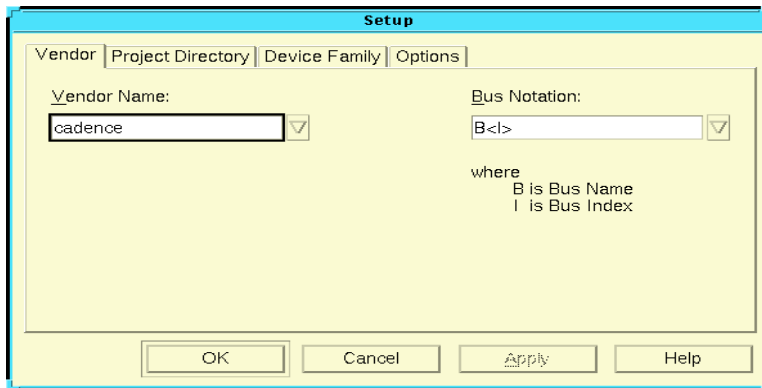 Setup
Vendor Project Directory Device Family Options
Vendor Name: Bus Notation:
cadence B<I>
where
B is Bus Name
I is Bus Index
OK Cancel Apply Help